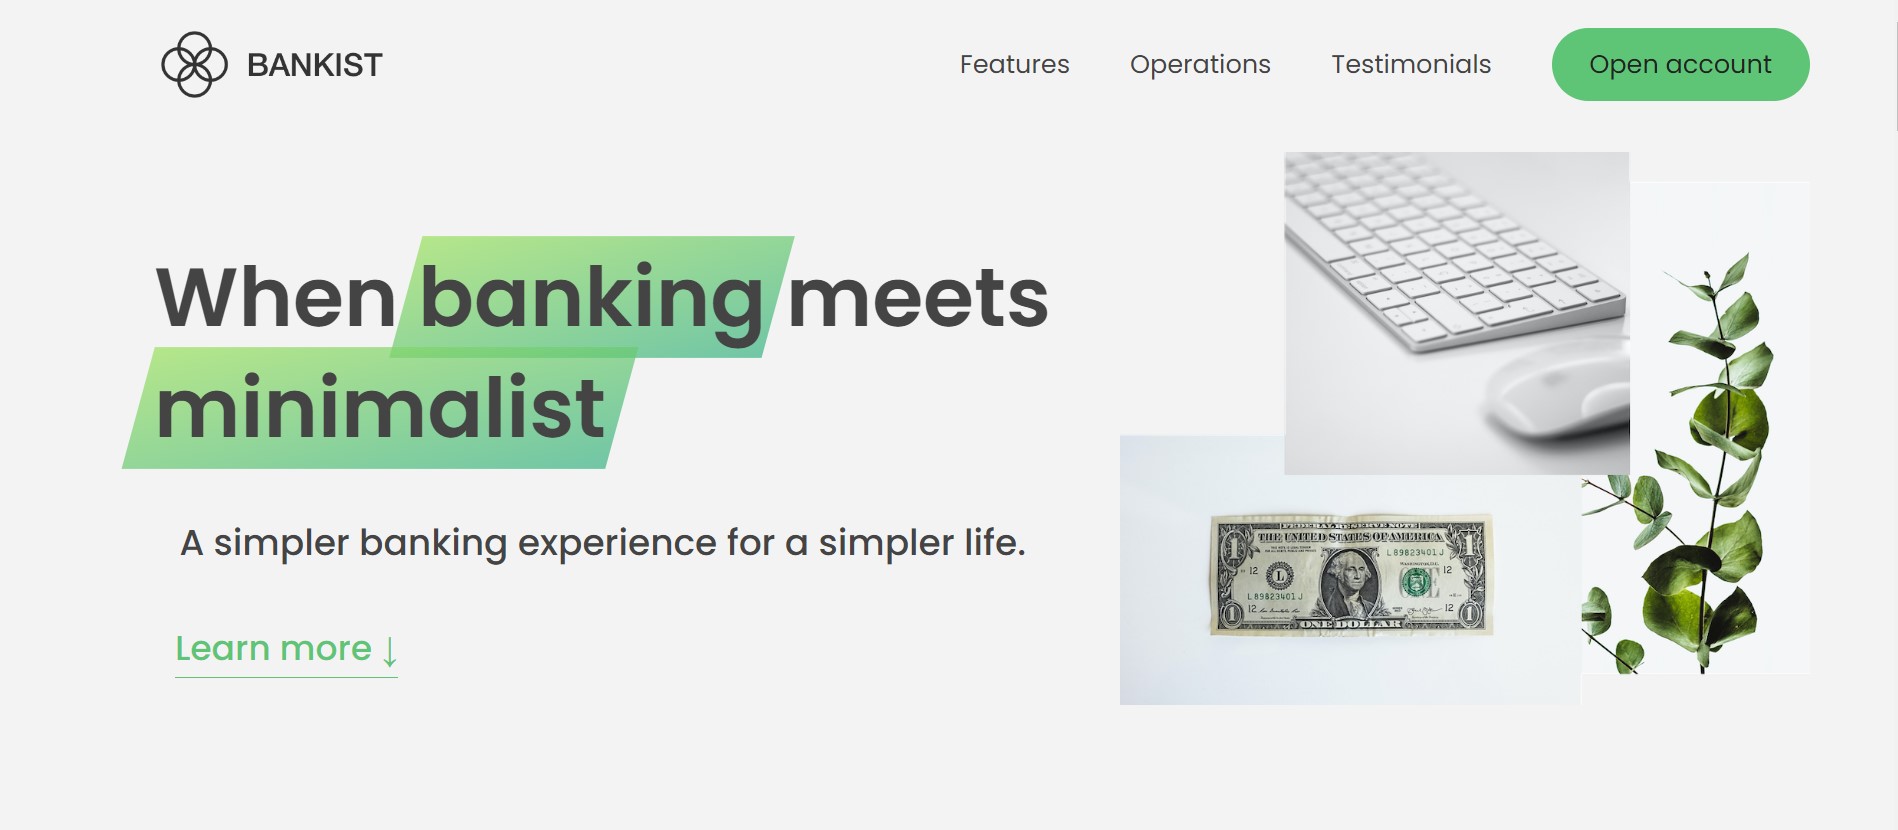 BANKIST
Features
Operations
Testimonials
Open account
When banking meets
minimalist
A simpler banking experience for a simpler life.
Learn more ↓
FEDERAL RESERVE NOTE
THE UNITED STATES OF AMERICA
L 89823401 J
WASHINGTON, D.C.
12
12
L
L 89823401 J
12
12
ONE DOLLAR
1
1
1
1